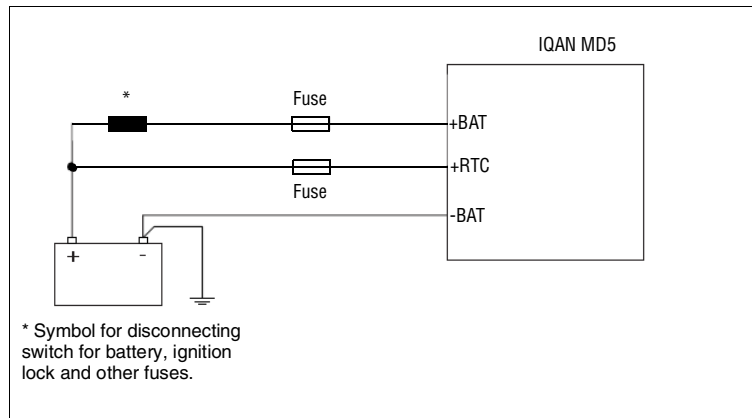 IQAN MD5
*
Fuse
+BAT
+RTC
Fuse
-BAT
+ -
* Symbol for disconnecting
switch for battery, ignition
lock and other fuses.